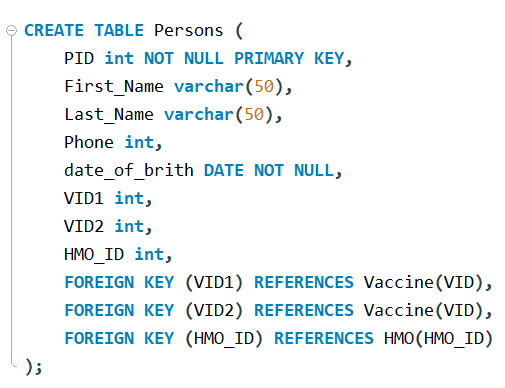 CREATE TABLE Persons (
PID int NOT NULL PRIMARY KEY,
First_Name varchar(50),
Last_Name varchar(50),
Phone int,
date_of_brith DATE NOT NULL,
VID1 int,
VID2 int,
HMO_ID int,
FOREIGN KEY (VID1) REFERENCES Vaccine(VID),
FOREIGN KEY (VID2) REFERENCES Vaccine(VID),
FOREIGN KEY (HMO_ID) REFERENCES HMO(HMO_ID)
);